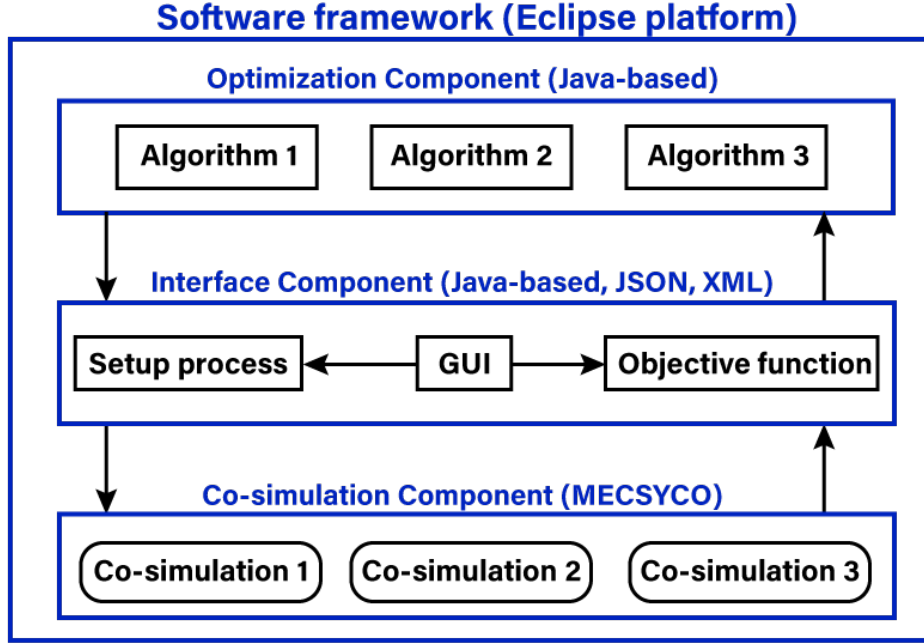 Software framework (Eclipse platform)
Optimization Component (Java-based)
Algorithm 1
Algorithm 2
Algorithm 3
Interface Component (Java-based, JSON, XML)
Setup process
GUI
Objective function
Co-simulation Component (MECSYCO)
Co-simulation 1
Co-simulation 2
Co-simulation 3